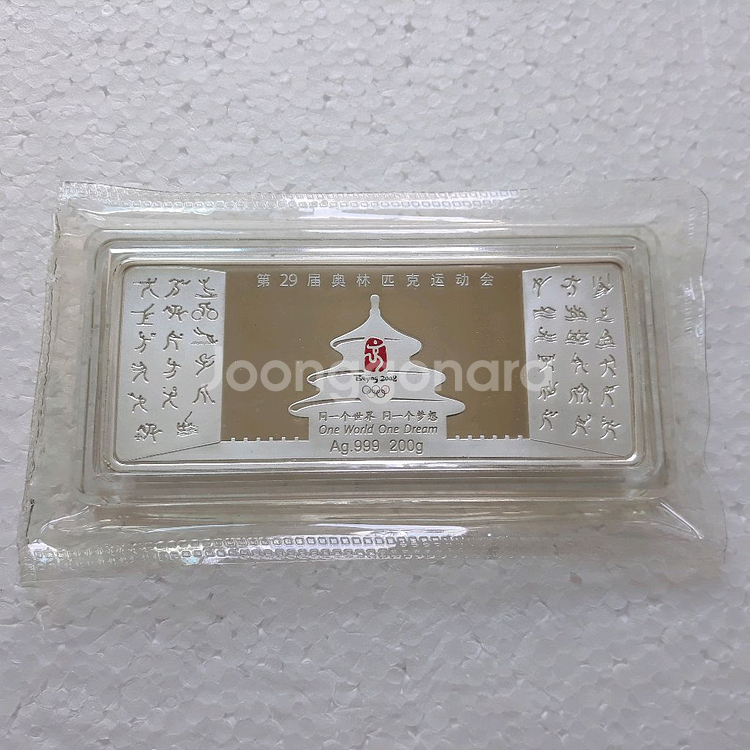 第29届奥林匹克运动会
Joonggonara
Beijing 2008
同一个世界 同一个梦想
One World One Dream
Ag.999 200g